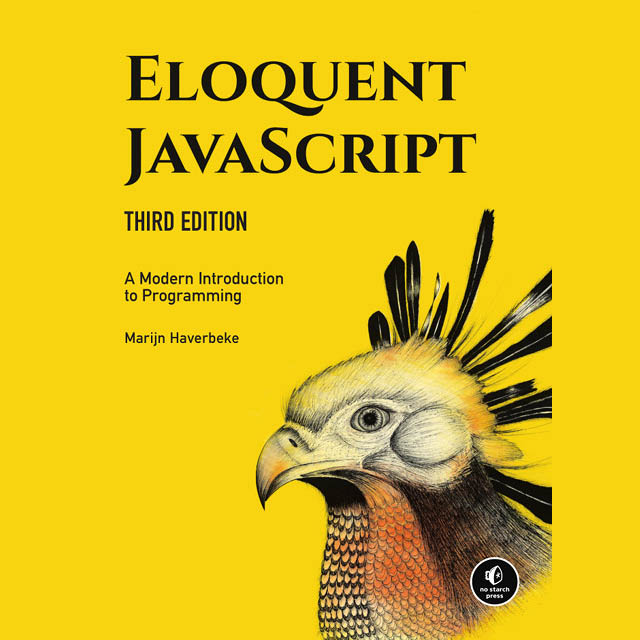 ELOQUENT
JAVASCRIPT
THIRD EDITION
A Modern Introduction
to Programming
Marijn Haverbeke
no starch
press